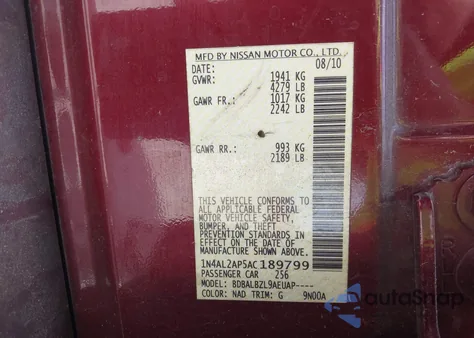 MFD BY NISSAN MOTOR CO., LTD.
DATE: 08/10
GVWR: 1941 KG
4279 LB
GAWR FR.: 1017 KG
2242 LB
GAWR RR.: 993 KG
2189 LB
THIS VEHICLE CONFORMS TO
ALL APPLICABLE FEDERAL
MOTOR VEHICLE SAFETY,
BUMPER, AND THEFT
PREVENTION STANDARDS IN
EFFECT ON THE DATE OF
MANUFACTURE SHOWN ABOVE.
1N4AL2AP5AC189799
PASSENGER CAR 256
MODEL: BDBALBZL9AEUAP----
COLOR: NAD TRIM: G 9N00A
autoSnap